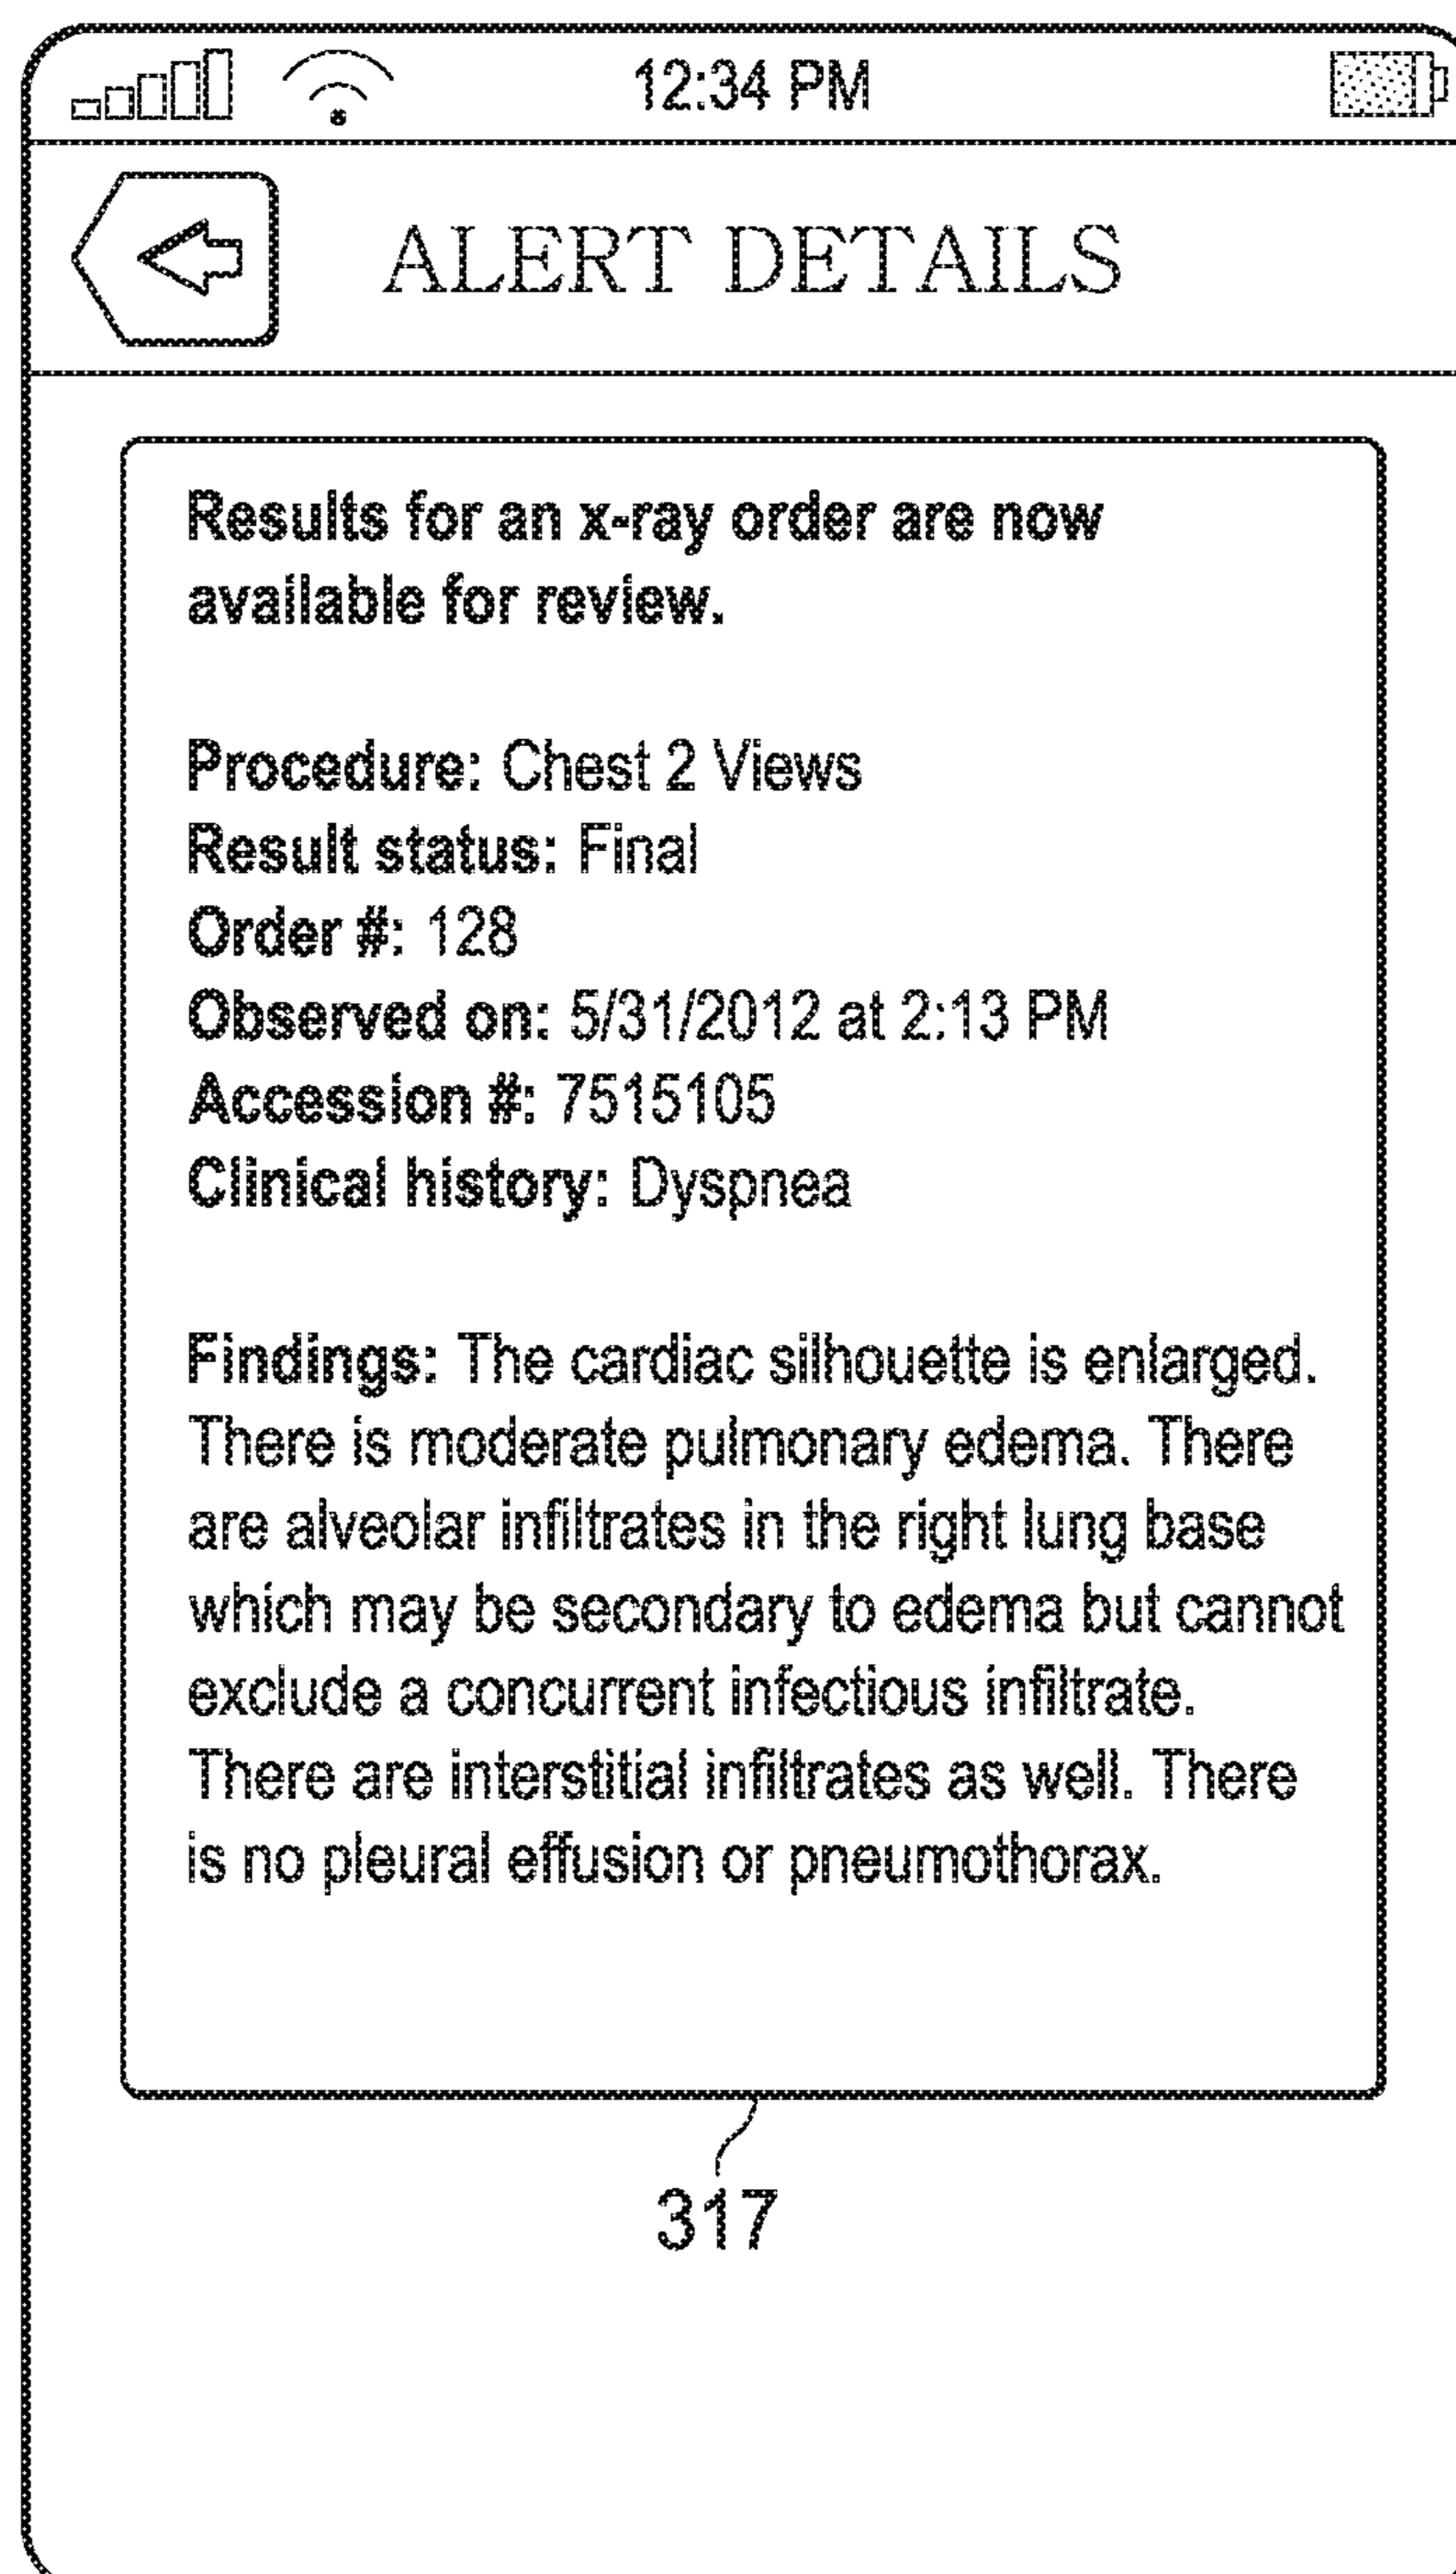 12:34 PM
ALERT DETAILS
Results for an x-ray order are now
available for review.
Procedure: Chest 2 Views
Result status: Final
Order #: 128
Observed on: 5/31/2012 at 2:13 PM
Accession #: 7515105
Clinical history: Dyspnea
Findings: The cardiac silhouette is enlarged.
There is moderate pulmonary edema. There
are alveolar infiltrates in the right lung base
which may be secondary to edema but cannot
exclude a concurrent infectious infiltrate.
There are interstitial infiltrates as well. There
is no pleural effusion or pneumothorax.
317